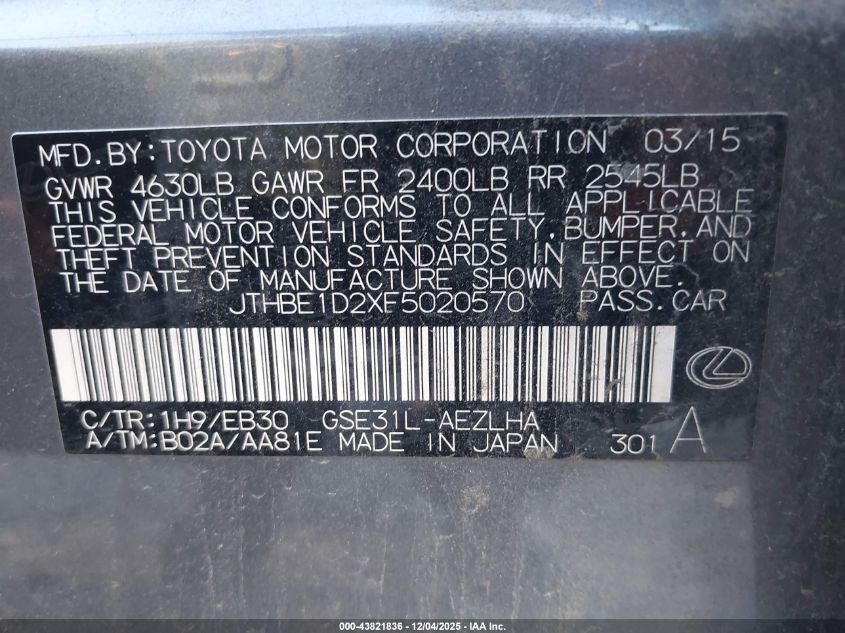 MFD.BY:TOYOTA MOTOR CORPORATION 03/15
GVWR 4630LB GAWR FR 2400LB RR 2545LB
THIS VEHICLE CONFORMS TO ALL APPLICABLE
FEDERAL MOTOR VEHICLE SAFETY,BUMPER,AND
THEFT PREVENTION STANDARDS IN EFFECT ON
THE DATE OF MANUFACTURE SHOWN ABOVE.
JTHBE1D2XF5020570 PASS.CAR
C/TR:1H9/EB30 GSE31L-AEZLHA
A/TM:B02A/AA81E MADE IN JAPAN 301 A
000-43821836 - 12/04/2025 - IAA Inc.